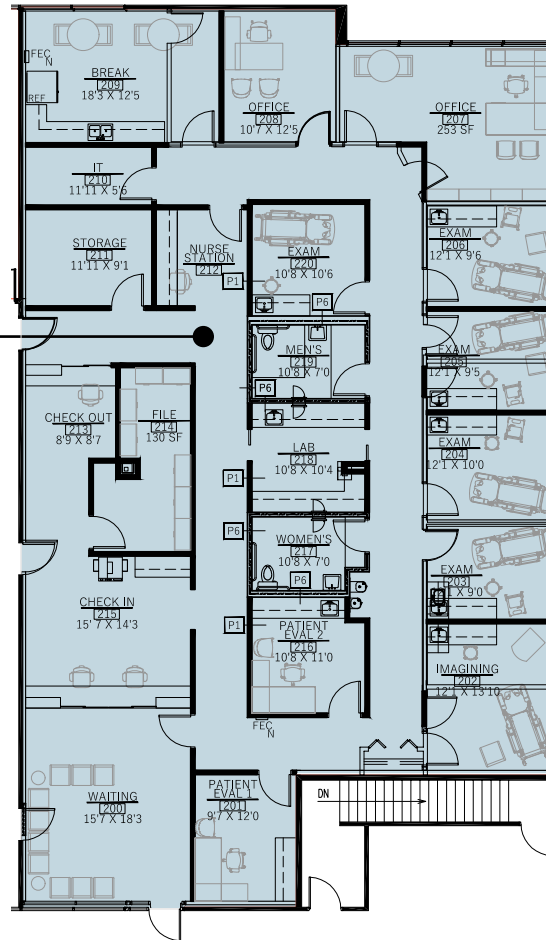 FEC
N
REF
BREAK
209
18'3 X 12'5
OFFICE
208
10'7 X 12'5
OFFICE
207
253 SF
IT
210
11'11 X 5'6
STORAGE
211
11'11 X 9'1
NURSE
STATION
212
P1
EXAM
220
10'8 X 10'6
P6
EXAM
206
12'1 X 9'6
MEN'S
219
10'8 X 7'0
P6
EXAM
205
12'1 X 9'5
CHECK OUT
213
8'9 X 8'7
FILE
214
130 SF
LAB
218
10'8 X 10'4
P1
EXAM
204
12'1 X 10'0
P6
WOMEN'S
217
10'8 X 7'0
P6
EXAM
203
1 X 9'0
CHECK IN
215
15' 7 X 14'3
P1
PATIENT
EVAL 2
216
10'8 X 11'0
IMAGINING
202
12'1 X 13'10
FEC
N
WAITING
200
15'7 X 18'3
PATIENT
EVAL 1
201
9'7 X 12'0
DN